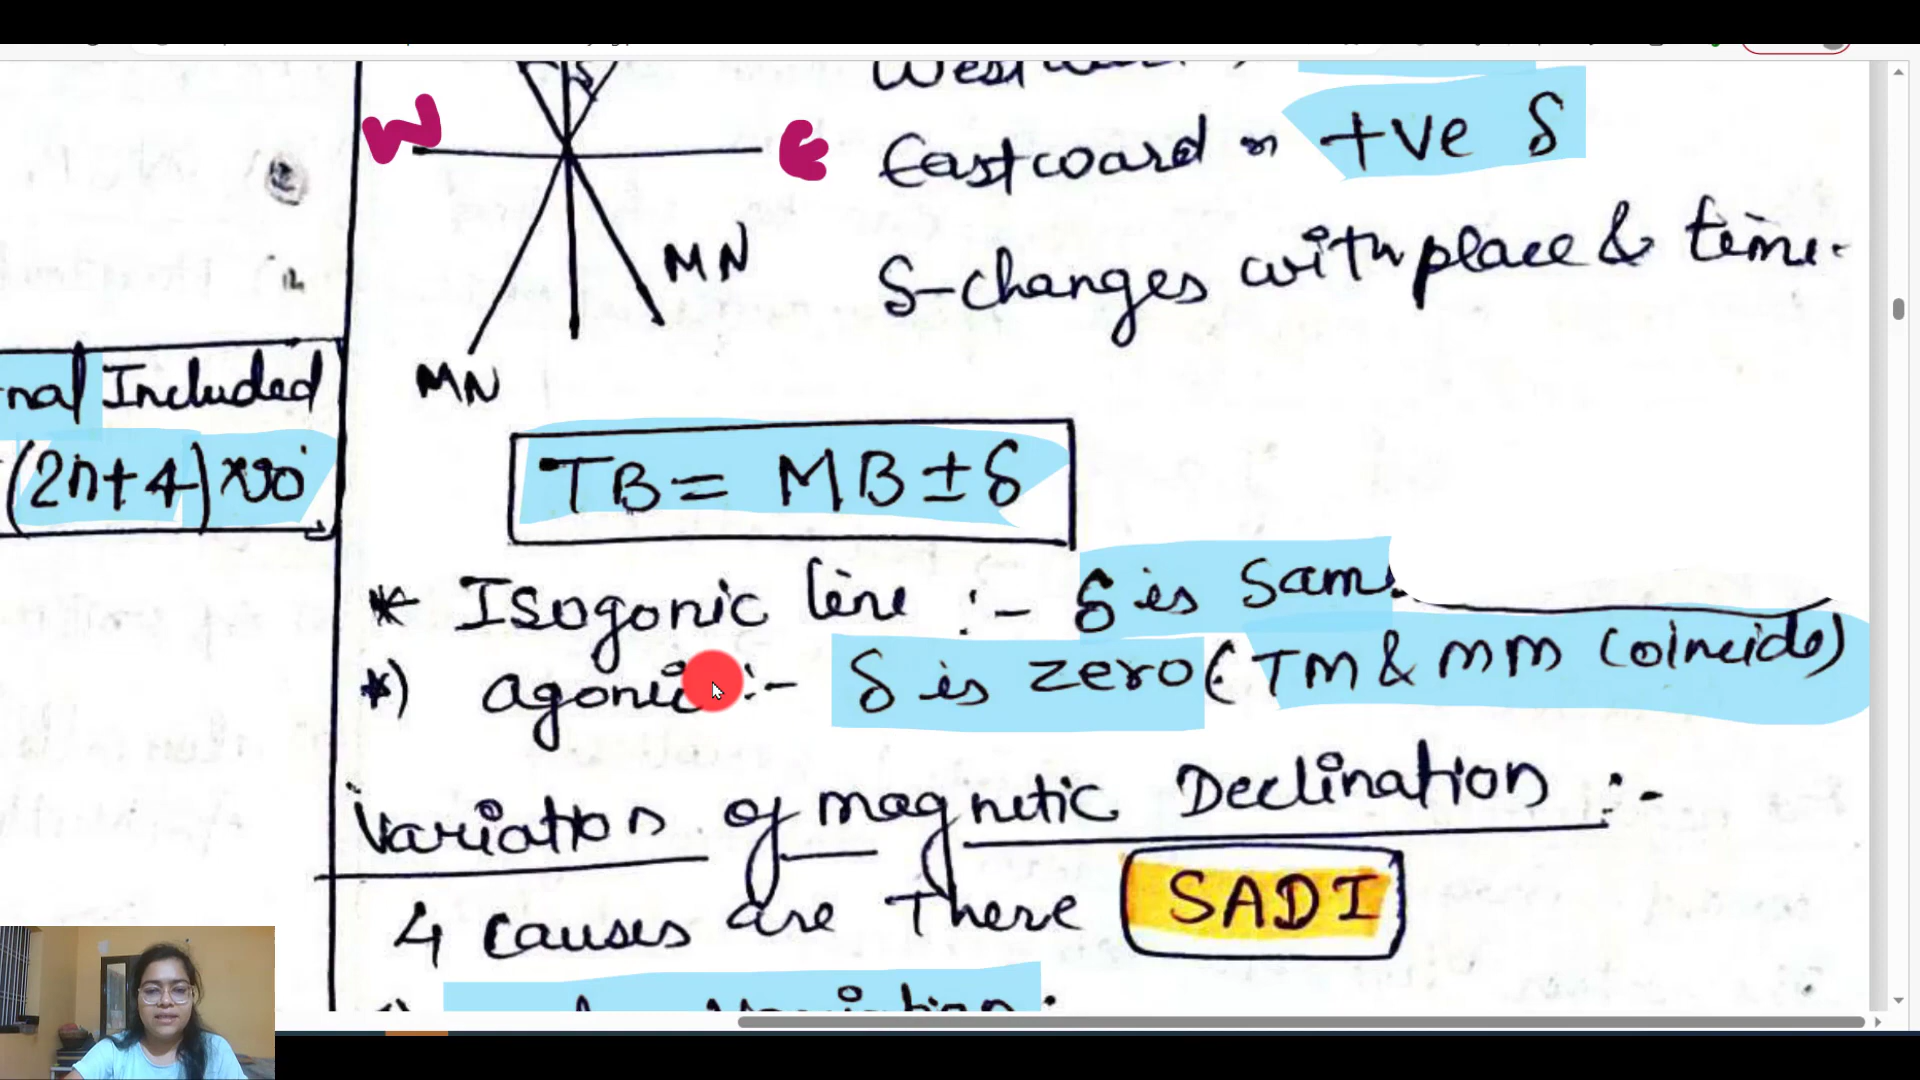 W
E
Eastward " +ve δ
MN
δ-changes with place & time.
MN
nal Included
(2n+4)×90°
TB = MB ± δ
* Isogonic line :- δ is Same
*) agonic :- δ is zero (TM & MM Coincide)
Variation of magnetic Declination :-
4 causes are There SADI
Variation: